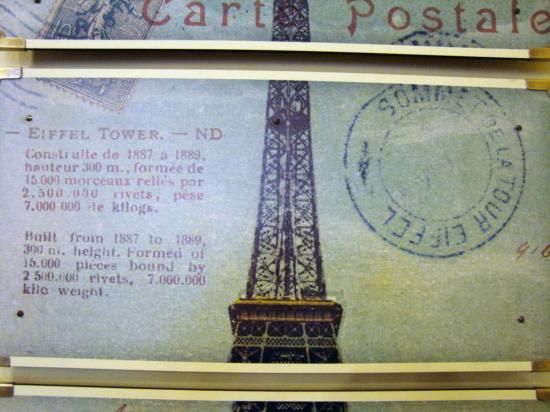 Carte Postale
— EIFFEL TOWER. — ND
Construite de 1887 à 1889,
hauteur 300 m., formée de
15.000 morceaux reliés par
2.500.000 rivets, pèse
7.000.000 de kilogs.
Built from 1887 to 1889,
300 m. height. Formed of
15.000 pieces bound by
2 500.000 rivets, 7.000.000
kilo weight.
SOMMET DE LA TOUR EIFFEL